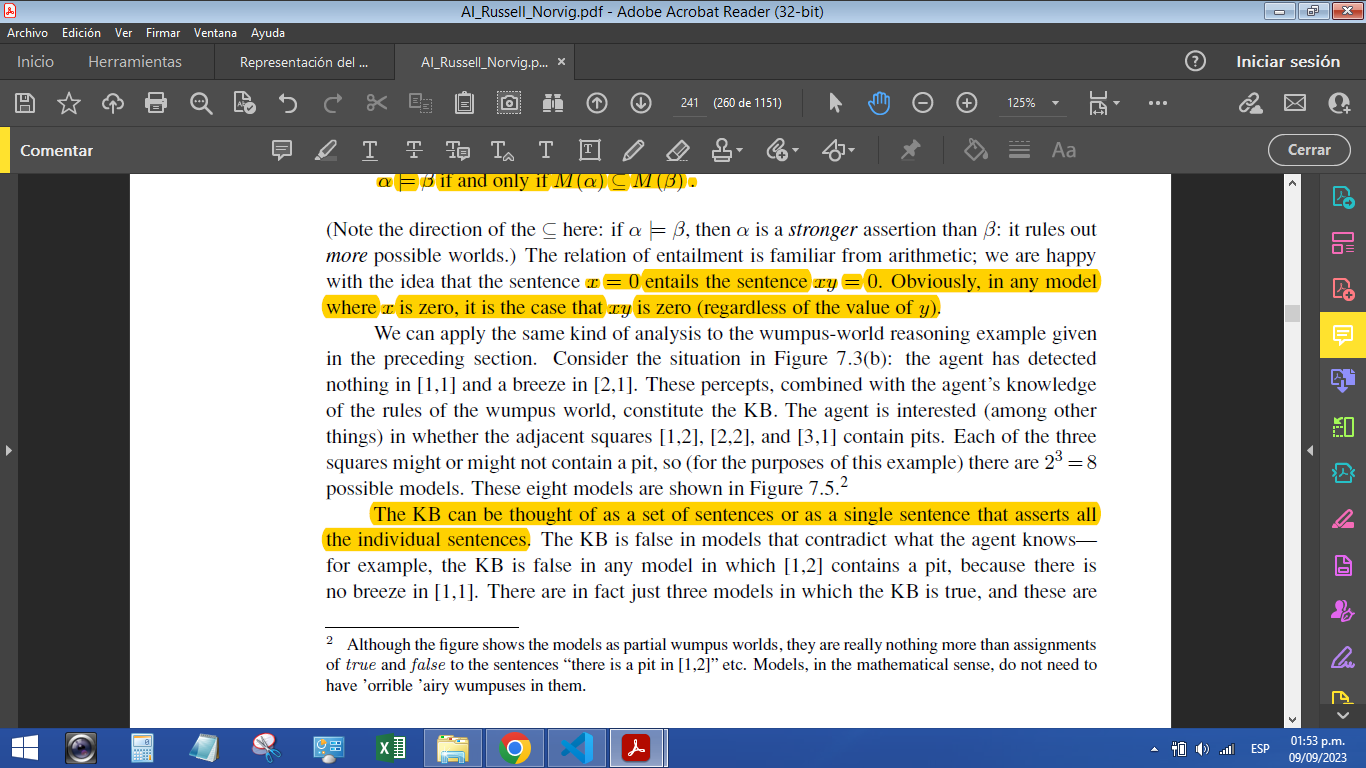 AI_Russell_Norvig.pdf - Adobe Acrobat Reader (32-bit)
Archivo Edición Ver Firmar Ventana Ayuda
Inicio Herramientas Representación del ... AI_Russell_Norvig.p... × ? Iniciar sesión
241 (260 de 1151) 125%
Comentar Aa Cerrar
α ⊨ β if and only if M(α) ⊆ M(β) .
(Note the direction of the ⊆ here: if α ⊨ β, then α is a stronger assertion than β: it rules out
more possible worlds.) The relation of entailment is familiar from arithmetic; we are happy
with the idea that the sentence x = 0 entails the sentence xy = 0. Obviously, in any model
where x is zero, it is the case that xy is zero (regardless of the value of y).
We can apply the same kind of analysis to the wumpus-world reasoning example given
in the preceding section. Consider the situation in Figure 7.3(b): the agent has detected
nothing in [1,1] and a breeze in [2,1]. These percepts, combined with the agent's knowledge
of the rules of the wumpus world, constitute the KB. The agent is interested (among other
things) in whether the adjacent squares [1,2], [2,2], and [3,1] contain pits. Each of the three
squares might or might not contain a pit, so (for the purposes of this example) there are 2³ = 8
possible models. These eight models are shown in Figure 7.5.²
The KB can be thought of as a set of sentences or as a single sentence that asserts all
the individual sentences. The KB is false in models that contradict what the agent knows—
for example, the KB is false in any model in which [1,2] contains a pit, because there is
no breeze in [1,1]. There are in fact just three models in which the KB is true, and these are
² Although the figure shows the models as partial wumpus worlds, they are really nothing more than assignments
of true and false to the sentences “there is a pit in [1,2]” etc. Models, in the mathematical sense, do not need to
have ’orrible ’airy wumpuses in them.
ESP 01:53 p.m.
09/09/2023